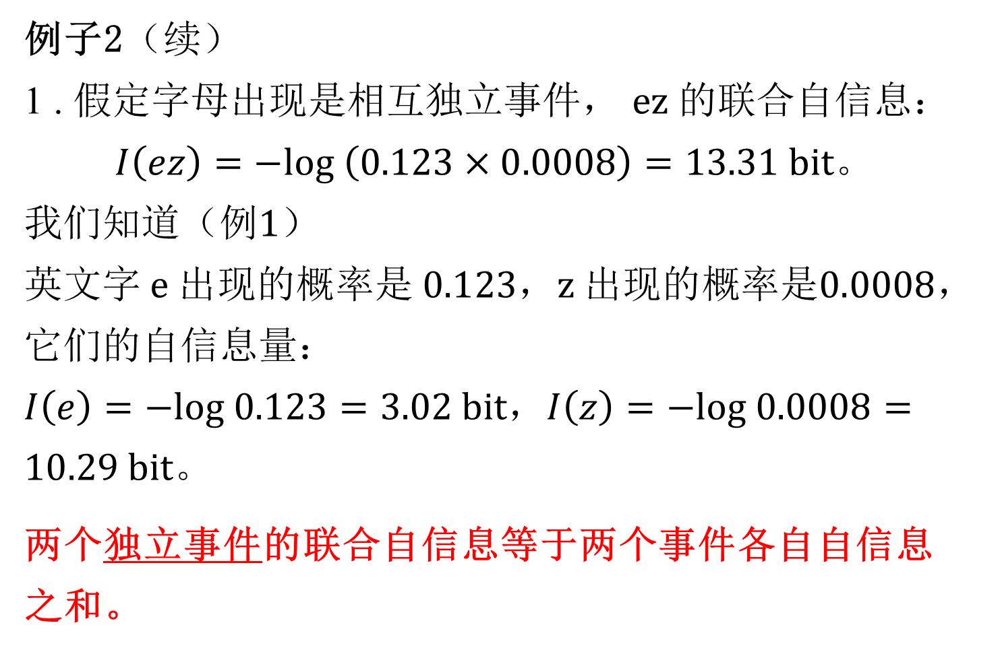 例子2（续）
1 . 假定字母出现是相互独立事件， ez 的联合自信息：
I(ez) = −log (0.123 × 0.0008) = 13.31 bit。
我们知道（例1）
英文字 e 出现的概率是 0.123，z 出现的概率是0.0008，
它们的自信息量：
I(e) = −log 0.123 = 3.02 bit，I(z) = −log 0.0008 =
10.29 bit。
两个独立事件的联合自信息等于两个事件各自自信息
之和。